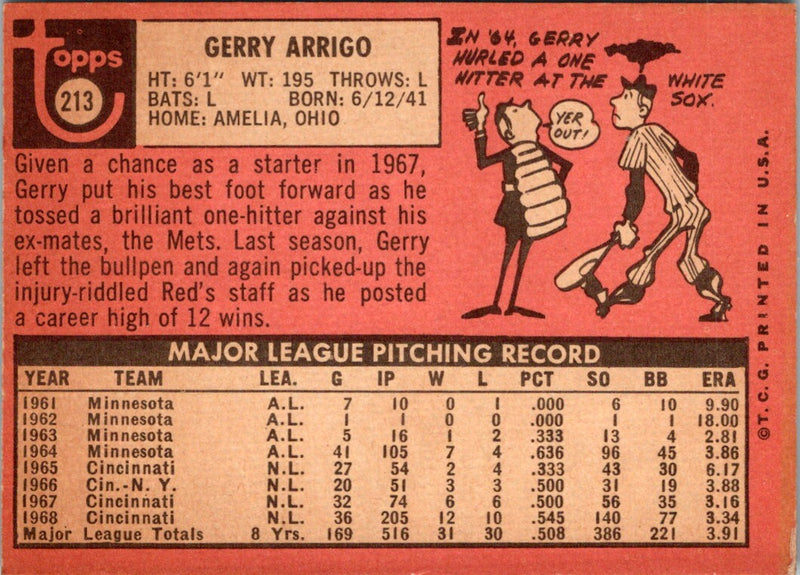 Topps
213
GERRY ARRIGO
HT: 6'1" WT: 195 THROWS: L
BATS: L BORN: 6/12/41
HOME: AMELIA, OHIO
IN '64, GERRY
HURLED A ONE
HITTER AT THE WHITE
SOX.
YER
OUT!
Given a chance as a starter in 1967,
Gerry put his best foot forward as he
tossed a brilliant one-hitter against his
ex-mates, the Mets. Last season, Gerry
left the bullpen and again picked-up the
injury-riddled Red's staff as he posted
a career high of 12 wins.
MAJOR LEAGUE PITCHING RECORD
YEAR TEAM LEA. G IP W L PCT SO BB ERA
1961 Minnesota A.L. 7 10 0 1 .000 6 10 9.90
1962 Minnesota A.L. 1 1 0 0 .000 1 1 18.00
1963 Minnesota A.L. 5 16 1 2 .333 13 4 2.81
1964 Minnesota A.L. 41 105 7 4 .636 96 45 3.86
1965 Cincinnati N.L. 27 54 2 4 .333 43 30 6.17
1966 Cin.-N. Y. N.L. 20 51 3 3 .500 31 19 3.88
1967 Cincinnati N.L. 32 74 6 6 .500 56 35 3.16
1968 Cincinnati N.L. 36 205 12 10 .545 140 77 3.34
Major League Totals 8 Yrs. 169 516 31 30 .508 386 221 3.91
©T.C.G. PRINTED IN U.S.A.